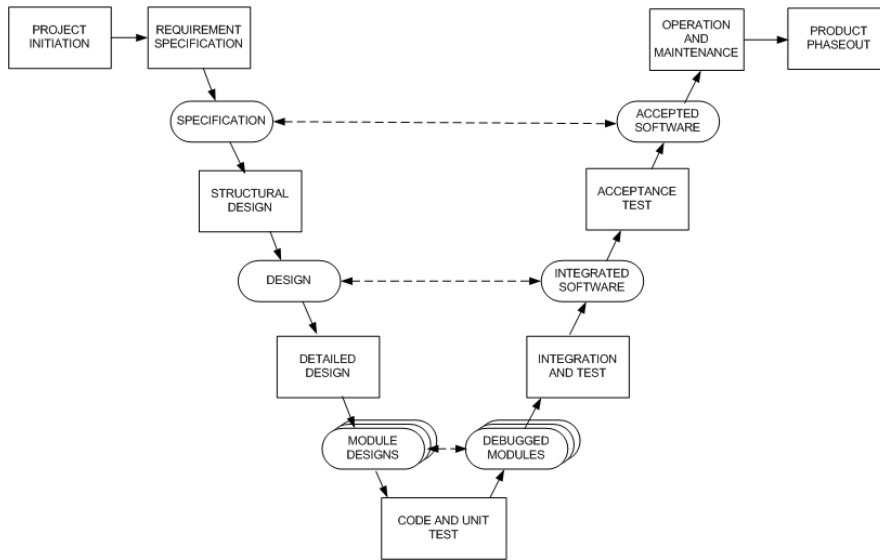 PROJECT
INITIATION
REQUIREMENT
SPECIFICATION
OPERATION
AND
MAINTENANCE
PRODUCT
PHASEOUT
SPECIFICATION
ACCEPTED
SOFTWARE
STRUCTURAL
DESIGN
ACCEPTANCE
TEST
DESIGN
INTEGRATED
SOFTWARE
DETAILED
DESIGN
INTEGRATION
AND TEST
MODULE
DESIGNS
DEBUGGED
MODULES
CODE AND UNIT
TEST